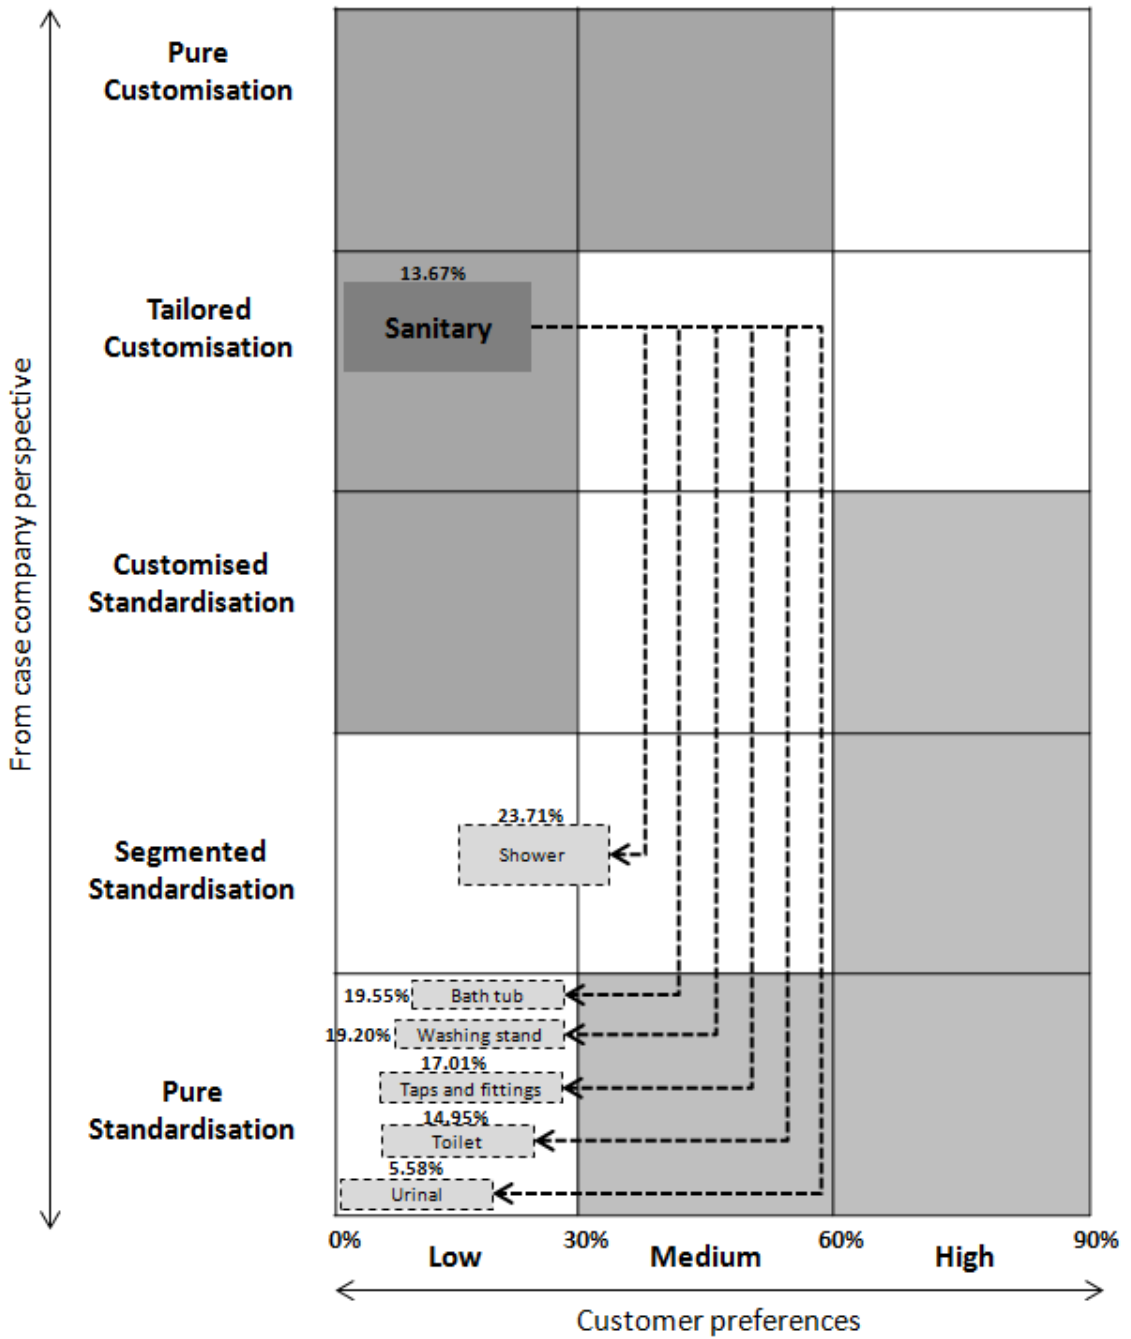 Pure
Customisation
13.67%
Sanitary
Tailored
Customisation
From case company perspective
Customised
Standardisation
23.71%
Shower
Segmented
Standardisation
19.55%
Bath tub
19.20%
Washing stand
17.01%
Taps and fittings
Pure
Standardisation
14.95%
Toilet
5.58%
Urinal
0%
Low
30%
Medium
60%
High
90%
Customer preferences